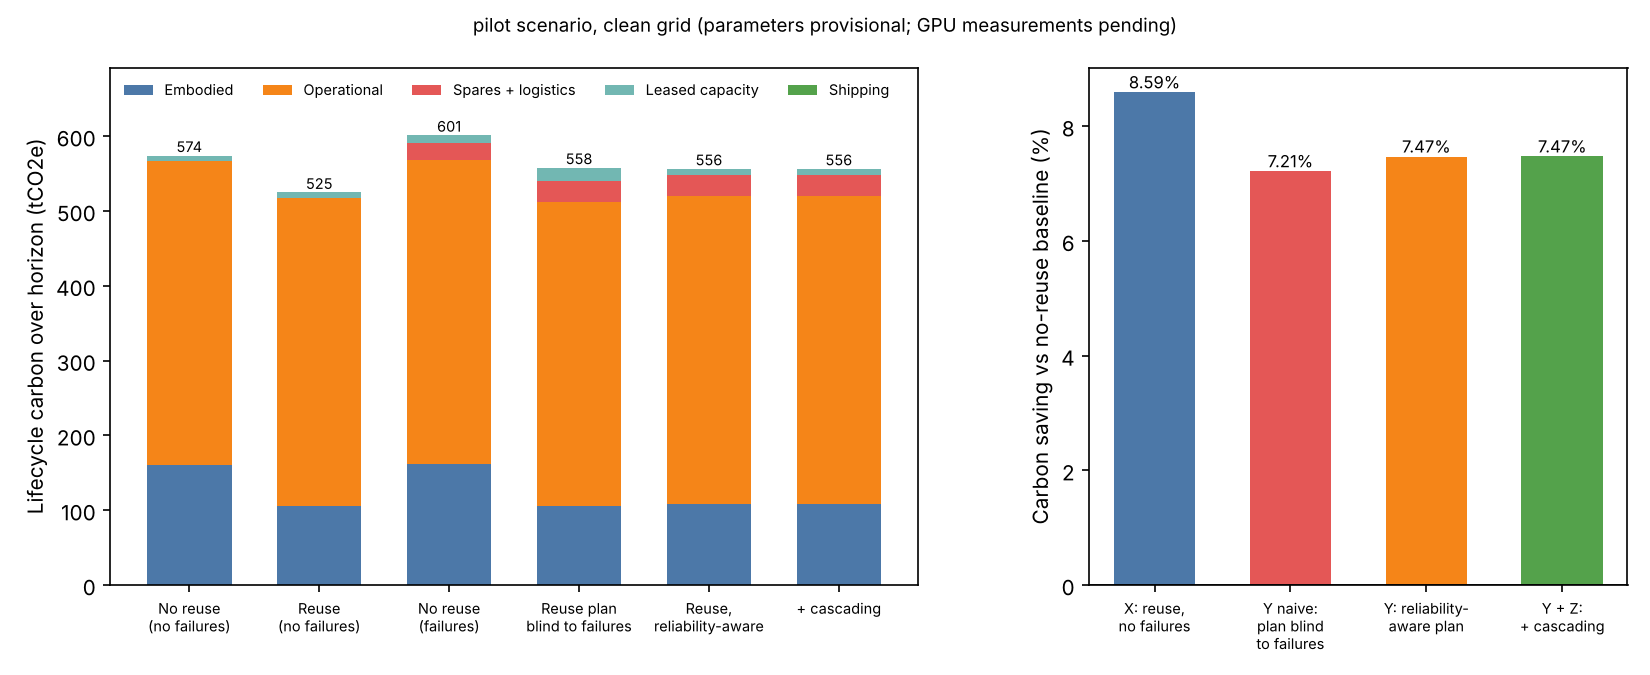 pilot scenario, clean grid (parameters provisional; GPU measurements pending)
Lifecycle carbon over horizon (tCO2e)
Embodied
Operational
Spares + logistics
Leased capacity
Shipping
600
500
400
300
200
100
0
574
525
601
558
556
556
No reuse
(no failures)
Reuse
(no failures)
No reuse
(failures)
Reuse plan
blind to failures
Reuse,
reliability-aware
+ cascading
Carbon saving vs no-reuse baseline (%)
8
6
4
2
0
8.59%
7.21%
7.47%
7.47%
X: reuse,
no failures
Y naive:
plan blind
to failures
Y: reliability-
aware plan
Y + Z:
+ cascading